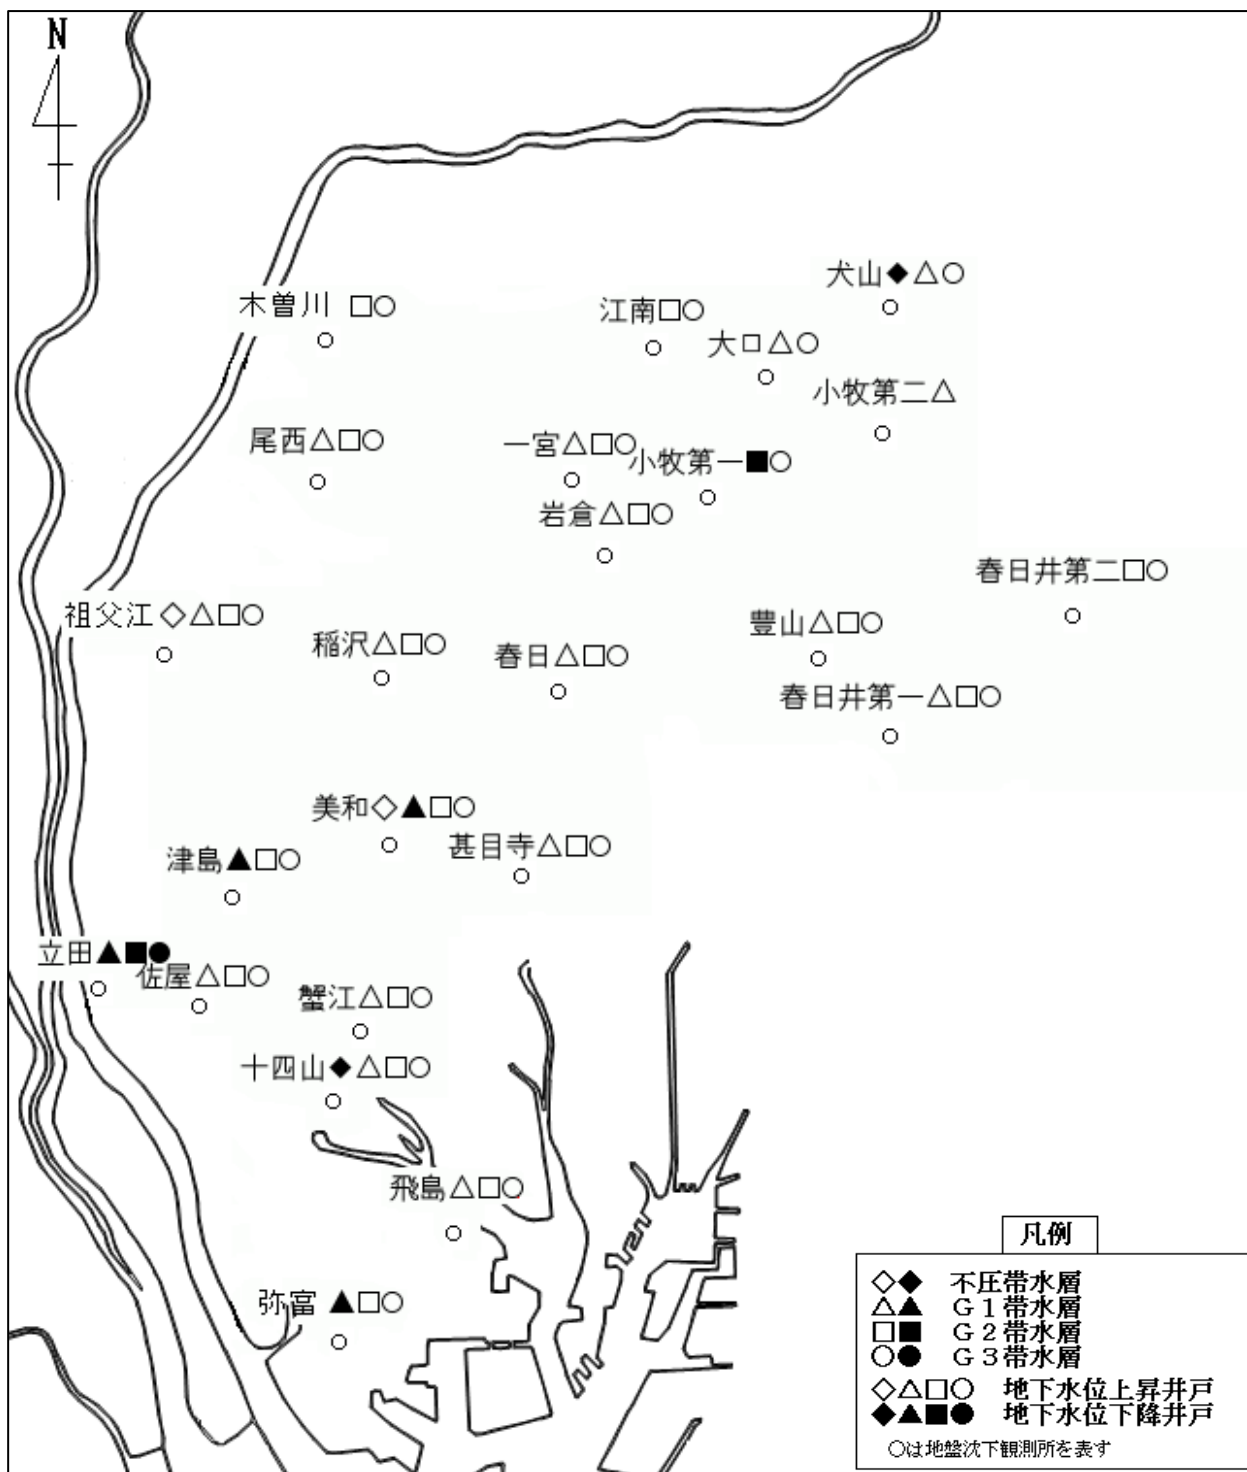 N
犬山◆△○
木曽川 □○
江南□○
大口△○
小牧第二△
尾西△□○
一宮△□○
小牧第一■○
岩倉△□○
春日井第二□○
祖父江◇△□○
豊山△□○
稲沢△□○
春日△□○
春日井第一△□○
美和◇▲□○
甚目寺△□○
津島▲□○
立田▲■●
佐屋△□○
蟹江△□○
十四山◆△□○
飛島△□○
弥富 ▲□○
凡例
◇◆ 不圧帯水層
△▲ G1帯水層
□■ G2帯水層
○● G3帯水層
◇△□○ 地下水位上昇井戸
◆▲■● 地下水位下降井戸
○は地盤沈下観測所を表す